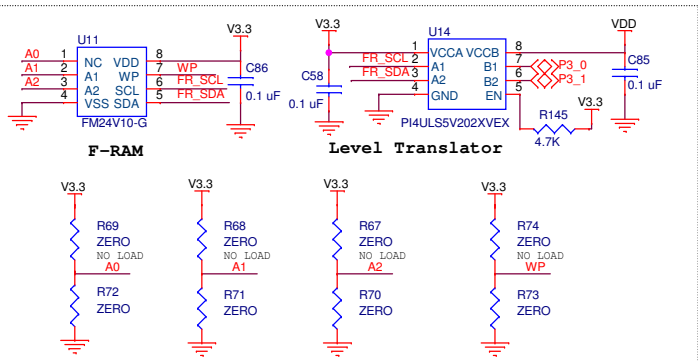 U11
V3.3
A0 1 NC VDD 8
A1 2 A1 WP 7 WP
A2 3 A2 SCL 6 FR_SCL
4 VSS SDA 5 FR_SDA
FM24V10-G
C86
0.1 uF
F-RAM
V3.3
U14
VDD
1 VCCA VCCB 8
FR_SCL 2 A1 B1 7 P3_0
FR_SDA 3 A2 B2 6 P3_1
4 GND EN 5
PI4ULS5V202XVEX
C58
0.1 uF
C85
0.1 uF
R145
4.7K
V3.3
Level Translator
V3.3
R69
ZERO
NO LOAD
A0
R72
ZERO
V3.3
R68
ZERO
NO LOAD
A1
R71
ZERO
V3.3
R67
ZERO
NO LOAD
A2
R70
ZERO
V3.3
R74
ZERO
NO LOAD
WP
R73
ZERO